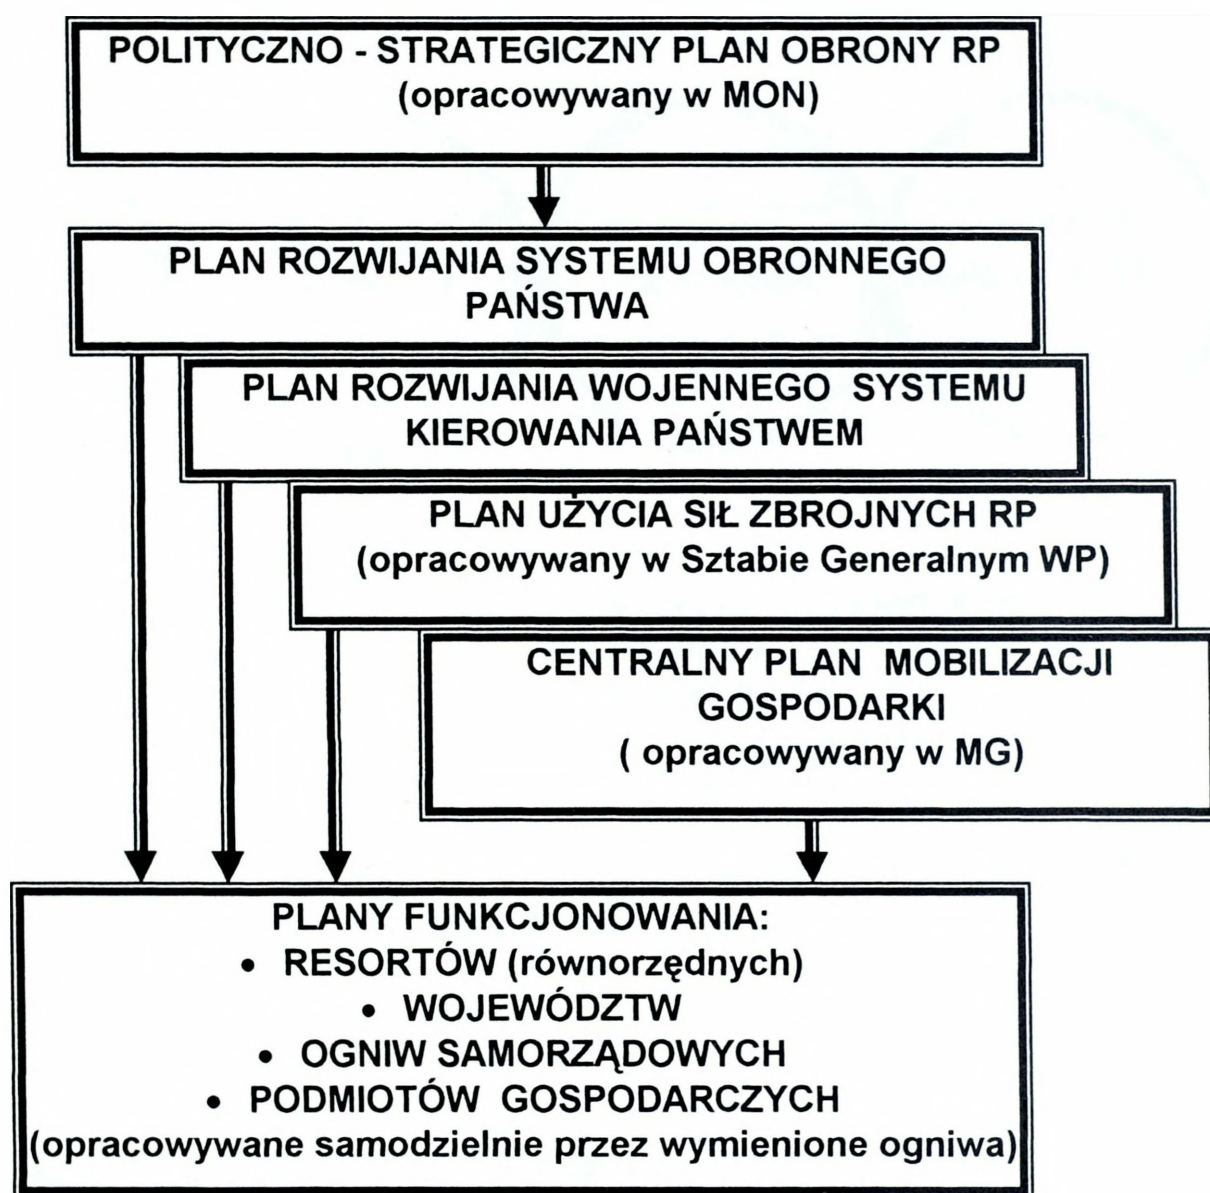 POLITYCZNO - STRATEGICZNY PLAN OBRONY RP
(opracowywany w MON)
PLAN ROZWIJANIA SYSTEMU OBRONNEGO
PAŃSTWA
PLAN ROZWIJANIA WOJENNEGO SYSTEMU
KIEROWANIA PAŃSTWEM
PLAN UŻYCIA SIŁ ZBROJNYCH RP
(opracowywany w Sztabie Generalnym WP)
CENTRALNY PLAN MOBILIZACJI
GOSPODARKI
( opracowywany w MG)
PLANY FUNKCJONOWANIA:
• RESORTÓW (równorzędnych)
• WOJEWÓDZTW
• OGNIW SAMORZĄDOWYCH
• PODMIOTÓW GOSPODARCZYCH
(opracowywane samodzielnie przez wymienione ogniwa)